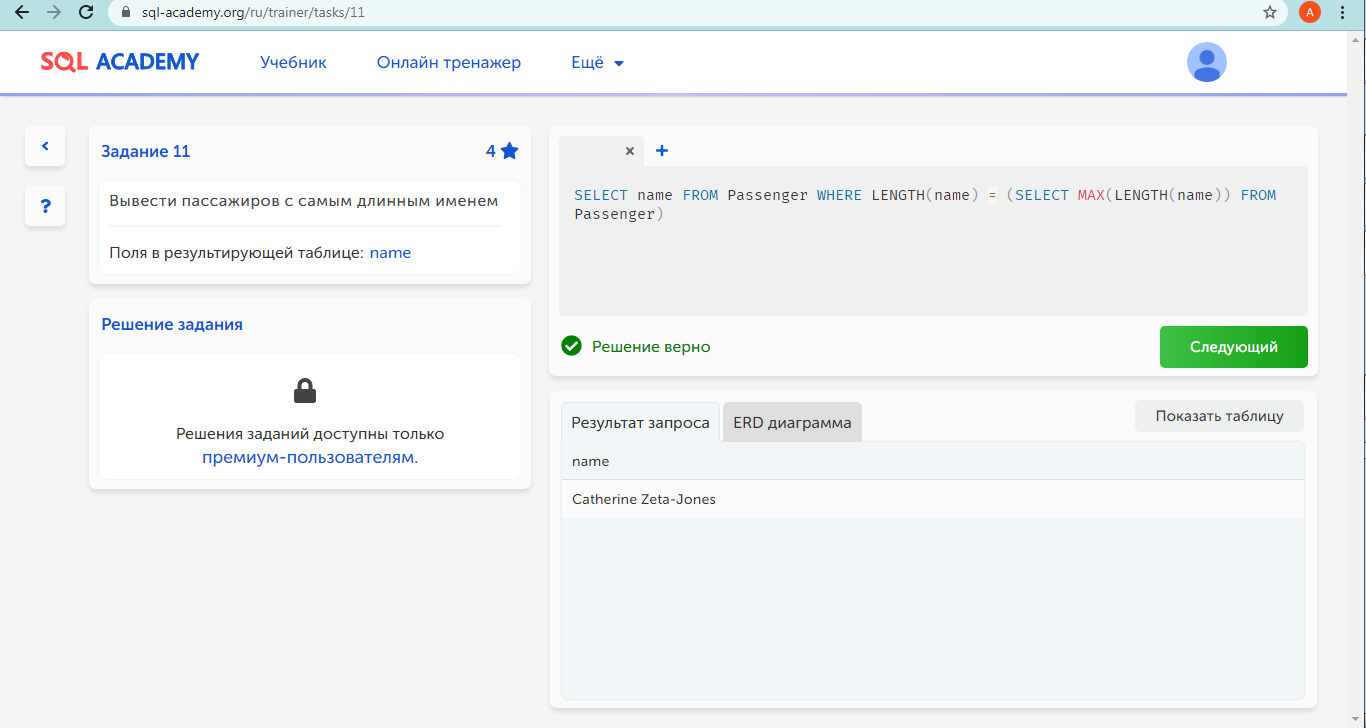 sql-academy.org/ru/trainer/tasks/11
A
SQL ACADEMY
Учебник
Онлайн тренажер
Ещё
Задание 11
4
Вывести пассажиров с самым длинным именем
Поля в результирующей таблице: name
?
Решение задания
Решения заданий доступны только
премиум-пользователям.
SELECT name FROM Passenger WHERE LENGTH(name) = (SELECT MAX(LENGTH(name)) FROM
Passenger)
Решение верно
Следующий
Результат запроса
ERD диаграмма
Показать таблицу
name
Catherine Zeta-Jones